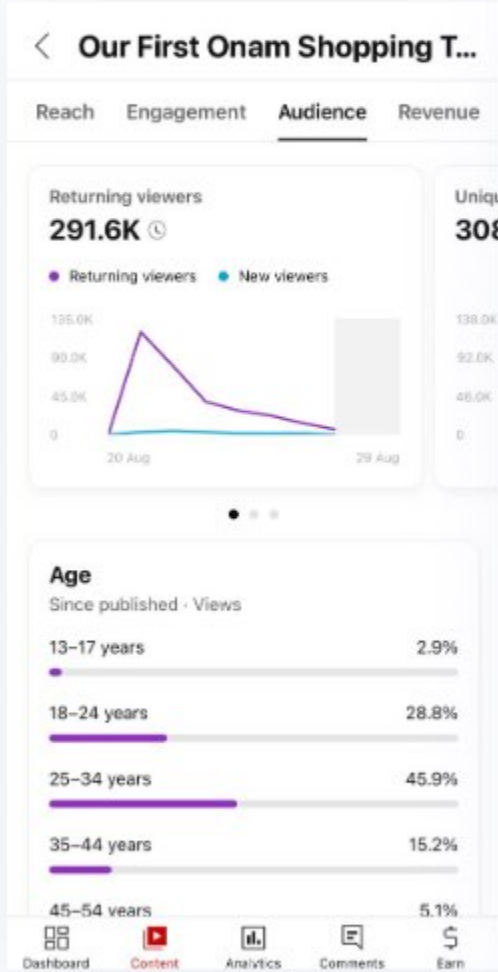 Our First Onam Shopping T...
Reach Engagement Audience Revenue
Returning viewers
291.6K
Returning viewers New viewers
135.0K
90.0K
45.0K
0
20 Aug 29 Aug
Uniqu
308
138.0K
92.0K
46.0K
0
Age
Since published · Views
13–17 years 2.9%
18–24 years 28.8%
25–34 years 45.9%
35–44 years 15.2%
45–54 years 5.1%
Dashboard Content Analytics Comments Earn